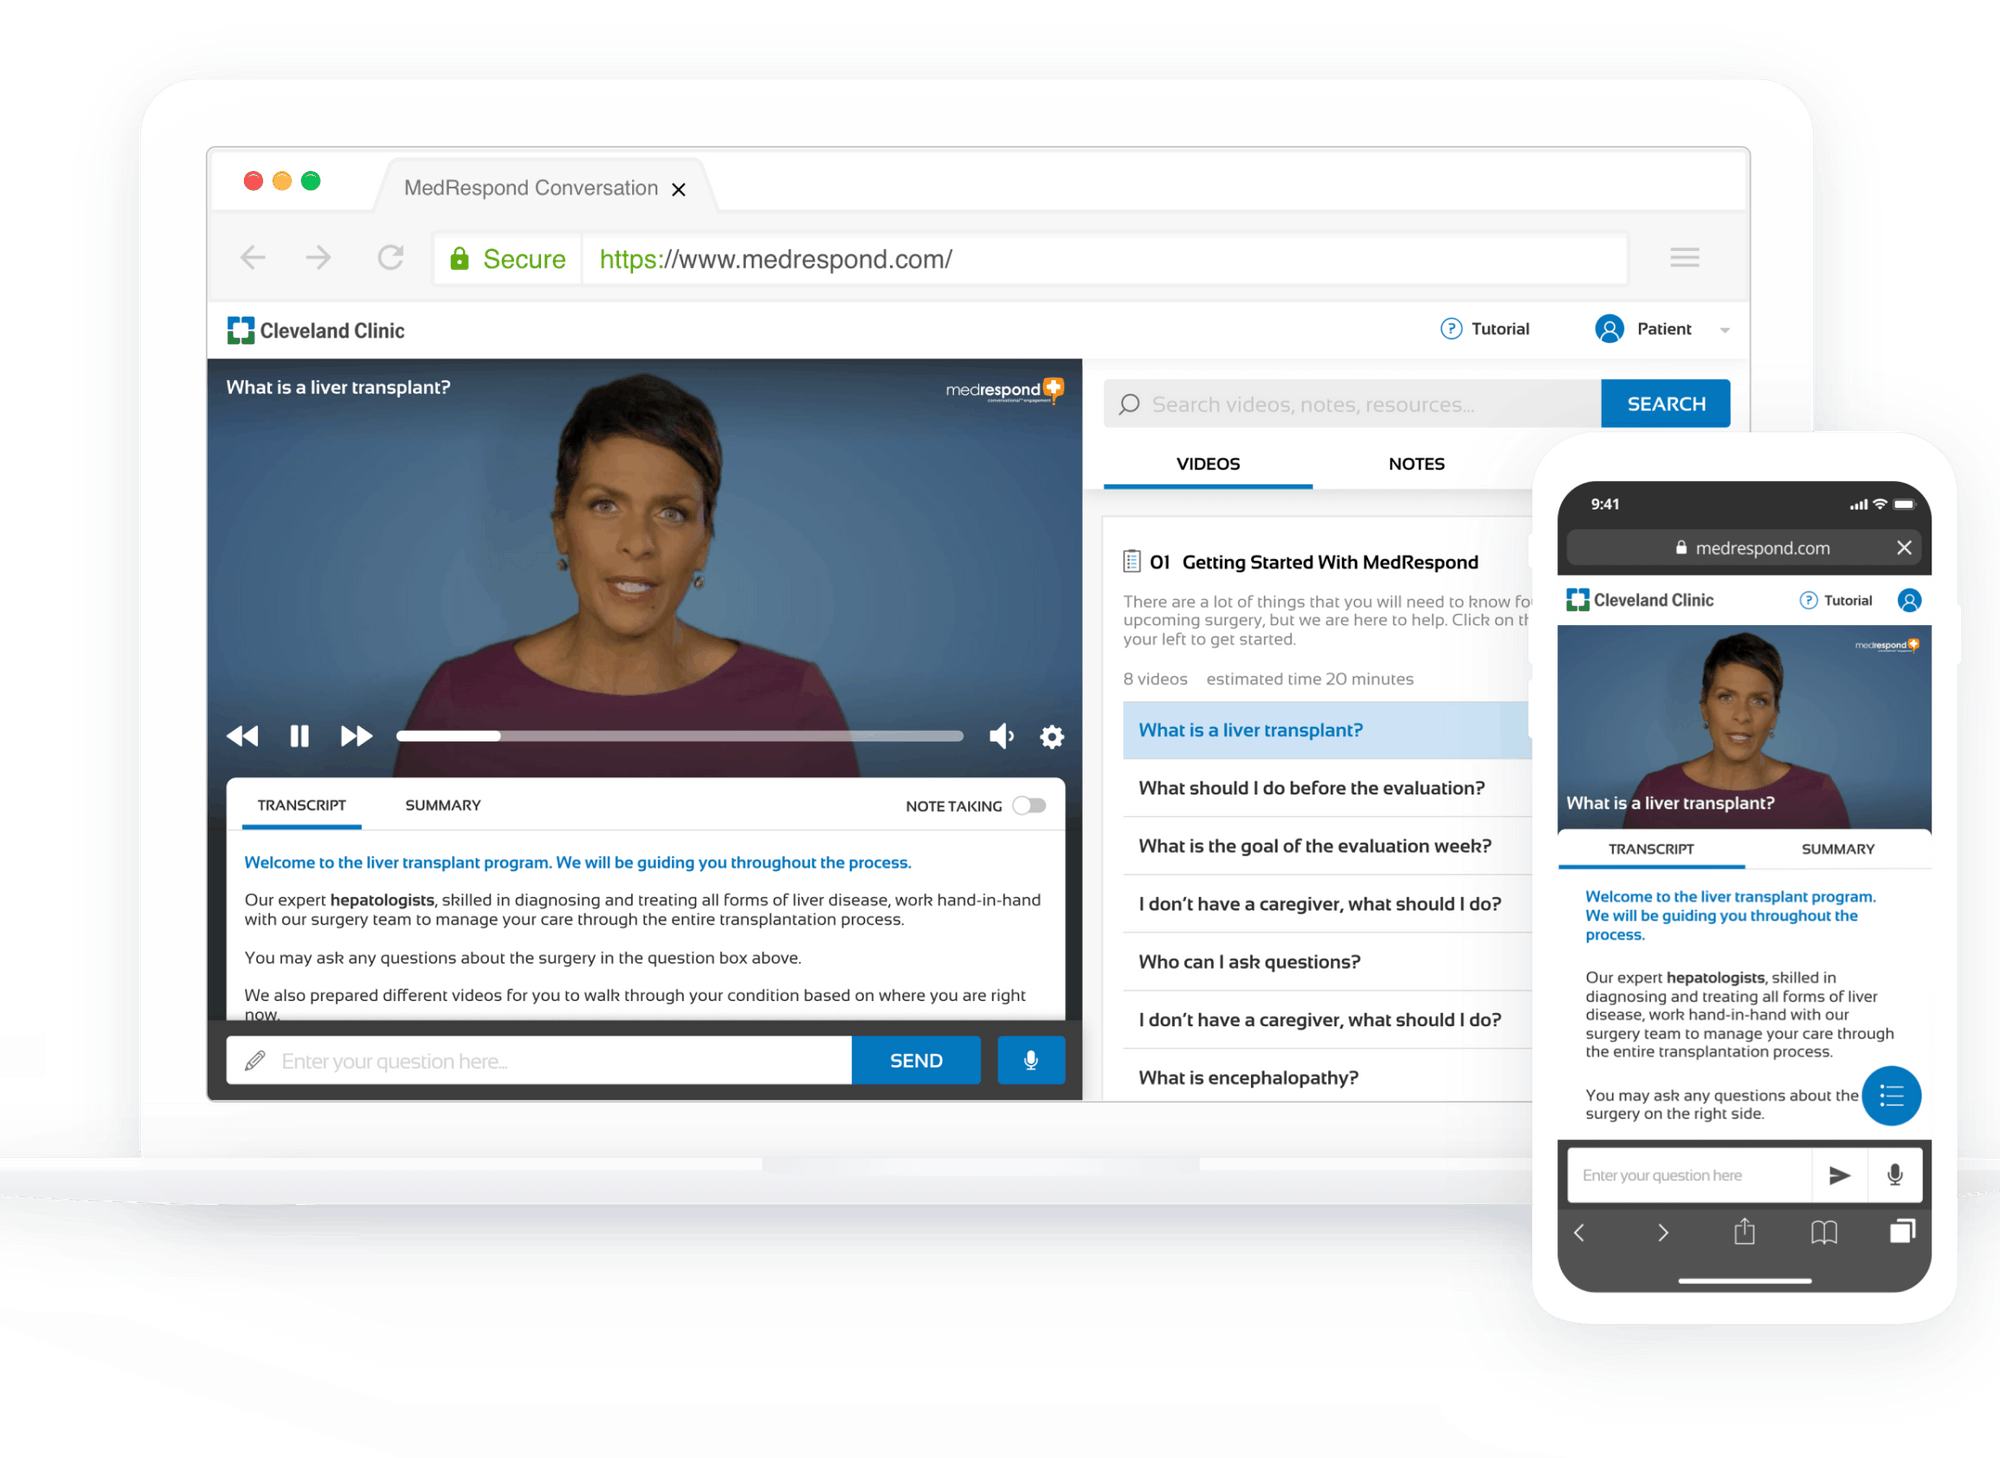 MedRespond Conversation
Secure https://www.medrespond.com/
Cleveland Clinic
Tutorial
Patient
What is a liver transplant?
medrespond
TRANSCRIPT SUMMARY NOTE TAKING
Welcome to the liver transplant program. We will be guiding you throughout the process.
Our expert hepatologists, skilled in diagnosing and treating all forms of liver disease, work hand-in-hand
with our surgery team to manage your care through the entire transplantation process.
You may ask any questions about the surgery in the question box above.
We also prepared different videos for you to walk through your condition based on where you are right
now.
Enter your question here...
SEND
Search videos, notes, resources...
SEARCH
VIDEOS NOTES
01 Getting Started With MedRespond
There are a lot of things that you will need to know
upcoming surgery, but we are here to help. Click on
your left to get started.
8 videos estimated time 20 minutes
What is a liver transplant?
What should I do before the evaluation?
What is the goal of the evaluation week?
I don't have a caregiver, what should I do?
Who can I ask questions?
I don't have a caregiver, what should I do?
What is encephalopathy?
9:41
medrespond.com
Cleveland Clinic
Tutorial
medrespond
What is a liver transplant?
TRANSCRIPT SUMMARY
Welcome to the liver transplant program.
We will be guiding you throughout the
process.
Our expert hepatologists, skilled in
diagnosing and treating all forms of liver
disease, work hand-in-hand with our
surgery team to manage your care through
the entire transplantation process.
You may ask any questions about the
surgery on the right side.
Enter your question here